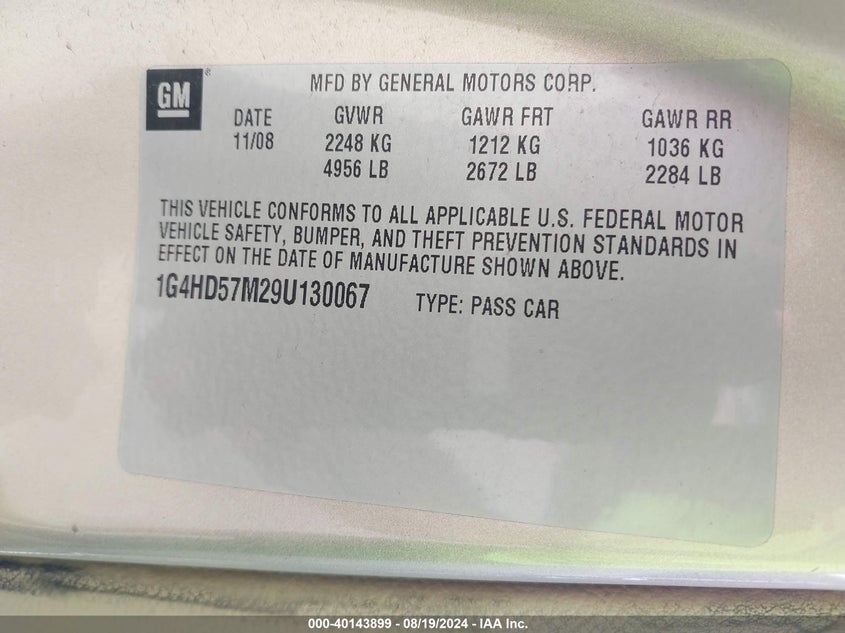 MFD BY GENERAL MOTORS CORP.
GM®
DATE GVWR GAWR FRT GAWR RR
11/08 2248 KG 1212 KG 1036 KG
4956 LB 2672 LB 2284 LB
THIS VEHICLE CONFORMS TO ALL APPLICABLE U.S. FEDERAL MOTOR
VEHICLE SAFETY, BUMPER, AND THEFT PREVENTION STANDARDS IN
EFFECT ON THE DATE OF MANUFACTURE SHOWN ABOVE.
1G4HD57M29U130067 TYPE: PASS CAR
000-40143899 - 08/19/2024 - IAA Inc.